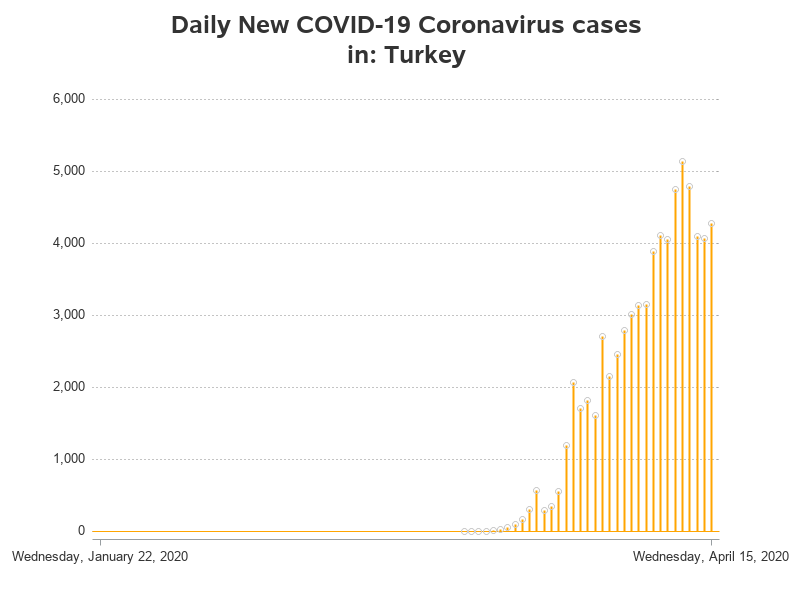 Daily New COVID-19 Coronavirus cases
in: Turkey
6,000
5,000
4,000
3,000
2,000
1,000
0
Wednesday, January 22, 2020
Wednesday, April 15, 2020